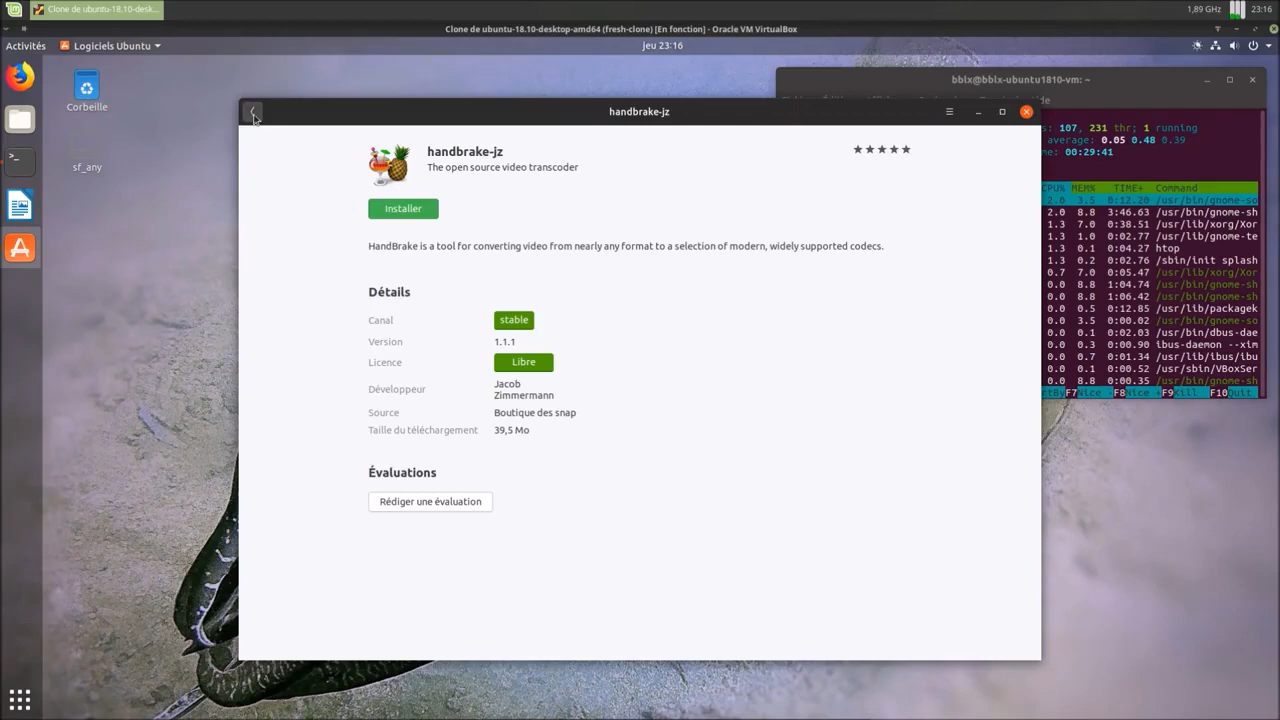 Clone de ubuntu-18.10-desk...
1,89 GHz
23:16
Clone de ubuntu-18.10-desktop-amd64 (fresh-clone) [En fonction] - Oracle VM VirtualBox
Activités
Logiciels Ubuntu
jeu 23:16
Corbeille
sf_any
bblx@bblx-ubuntu1810-vm: ~
handbrake-jz
handbrake-jz
The open source video transcoder
Installer
HandBrake is a tool for converting video from nearly any format to a selection of modern, widely supported codecs.
Détails
Canal stable
Version 1.1.1
Licence Libre
Développeur Jacob
Zimmermann
Source Boutique des snap
Taille du téléchargement 39,5 Mo
Évaluations
Rédiger une évaluation
s: 107, 231 thr; 1 running
average: 0.05 0.48 0.39
me: 00:29:41
CPU% MEM% TIME+ Command
2.0 3.5 0:12.20 /usr/bin/gnome-so
2.0 8.8 3:46.63 /usr/bin/gnome-sh
1.3 7.0 0:38.51 /usr/lib/xorg/Xor
1.3 1.0 0:02.77 /usr/lib/gnome-te
1.3 0.1 0:04.27 htop
1.3 0.2 0:02.76 /sbin/init splash
0.7 7.0 0:05.47 /usr/lib/xorg/Xor
0.0 8.8 1:04.74 /usr/bin/gnome-sh
0.0 8.8 1:06.42 /usr/bin/gnome-sh
0.0 0.5 0:12.85 /usr/lib/packagek
0.0 3.5 0:00.02 /usr/bin/gnome-so
0.0 0.1 0:02.03 /usr/bin/dbus-dae
0.0 0.3 0:00.90 ibus-daemon --xim
0.0 0.7 0:01.34 /usr/lib/ibus/ibu
0.0 0.1 0:00.52 /usr/sbin/VBoxSer
0.0 8.8 0:00.35 /usr/bin/gnome-sh
rtBy F7 Nice - F8 Nice + F9 Kill F10 Quit